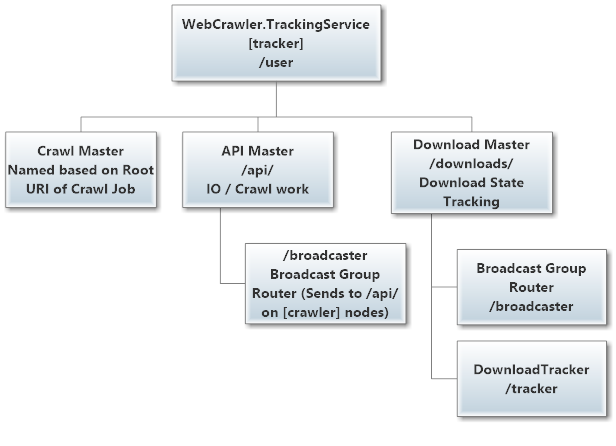 WebCrawler.TrackingService
[tracker]
/user
Crawl Master
Named based on Root
URI of Crawl Job
API Master
/api/
IO / Crawl work
Download Master
/downloads/
Download State
Tracking
/broadcaster
Broadcast Group
Router (Sends to /api/
on [crawler] nodes)
Broadcast Group
Router
/broadcaster
DownloadTracker
/tracker